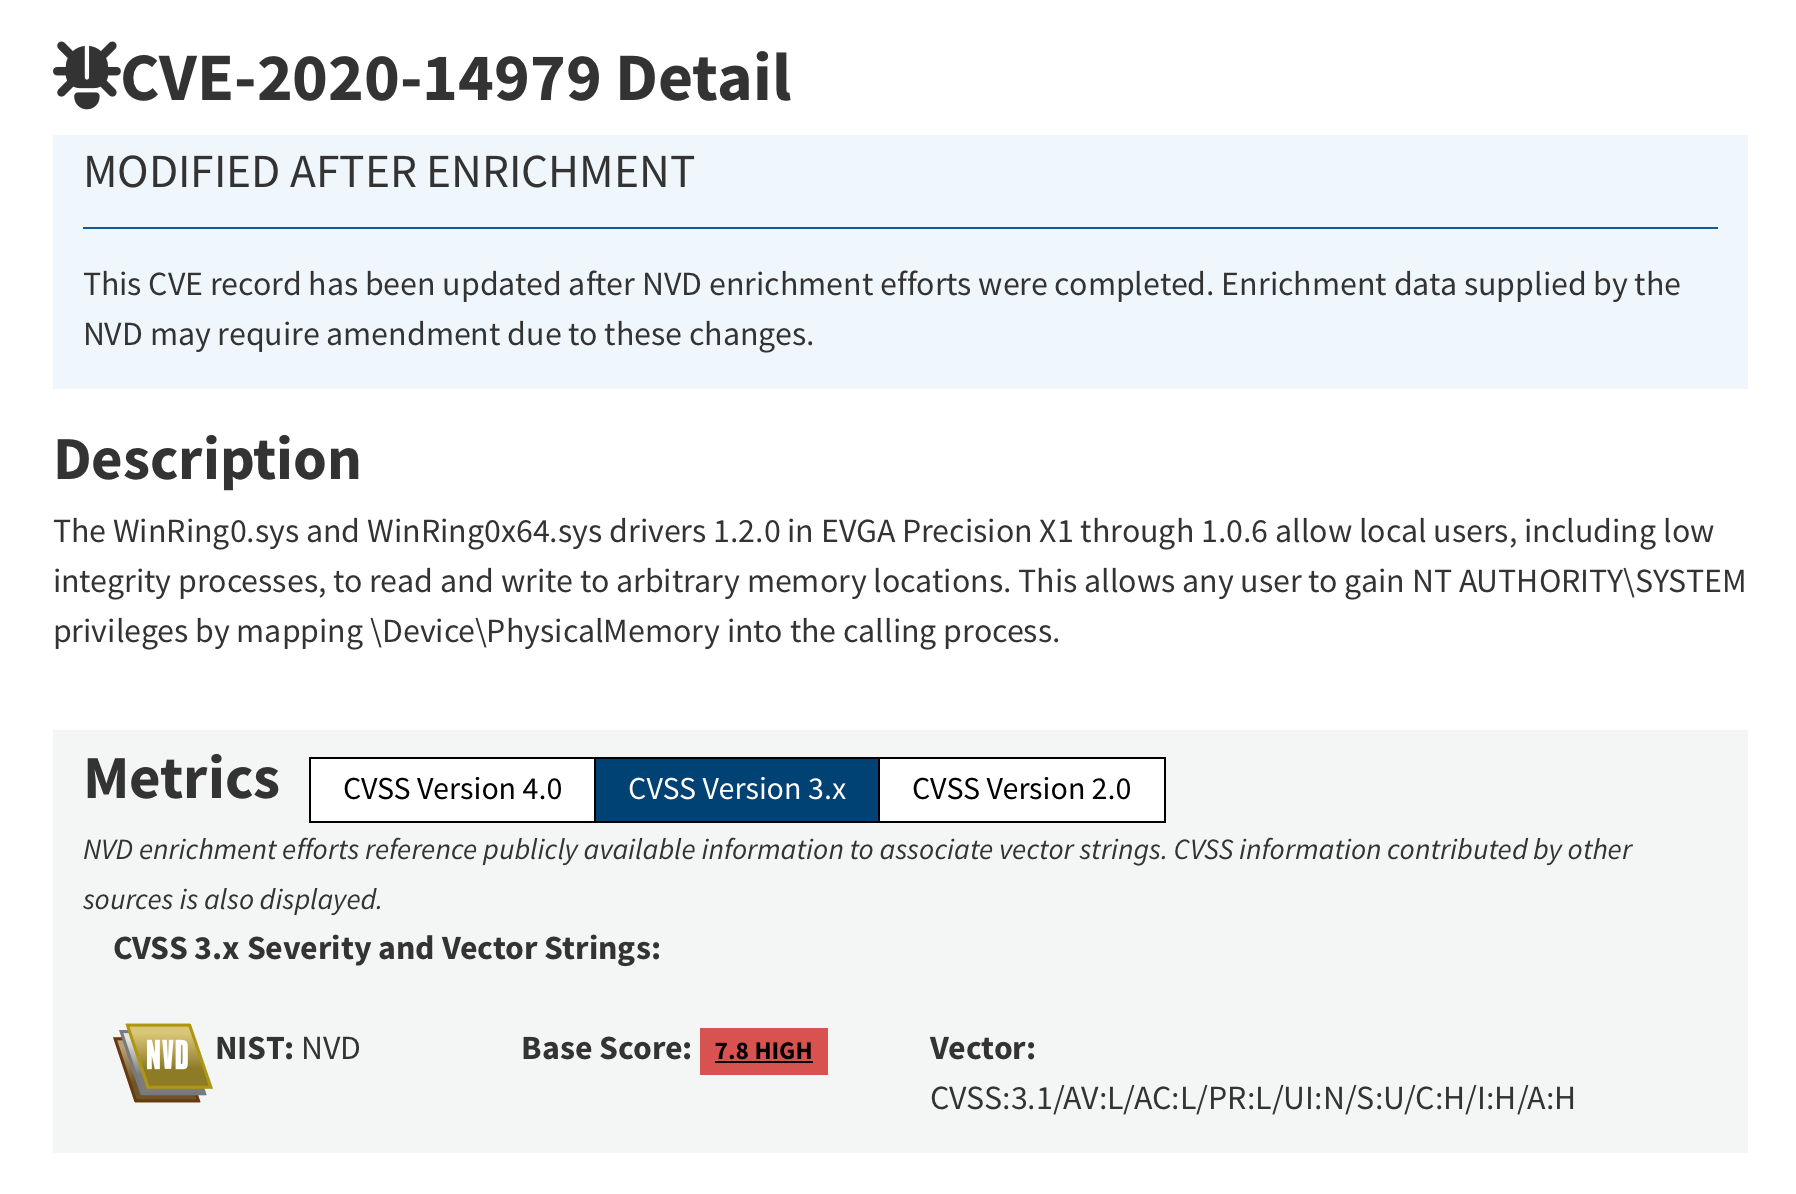 CVE-2020-14979 Detail
MODIFIED AFTER ENRICHMENT
This CVE record has been updated after NVD enrichment efforts were completed. Enrichment data supplied by the
NVD may require amendment due to these changes.
Description
The WinRing0.sys and WinRing0x64.sys drivers 1.2.0 in EVGA Precision X1 through 1.0.6 allow local users, including low
integrity processes, to read and write to arbitrary memory locations. This allows any user to gain NT AUTHORITY\SYSTEM
privileges by mapping \Device\PhysicalMemory into the calling process.
Metrics CVSS Version 4.0 CVSS Version 3.x CVSS Version 2.0
NVD enrichment efforts reference publicly available information to associate vector strings. CVSS information contributed by other
sources is also displayed.
CVSS 3.x Severity and Vector Strings:
NVD NIST: NVD Base Score: 7.8 HIGH Vector:
CVSS:3.1/AV:L/AC:L/PR:L/UI:N/S:U/C:H/I:H/A:H